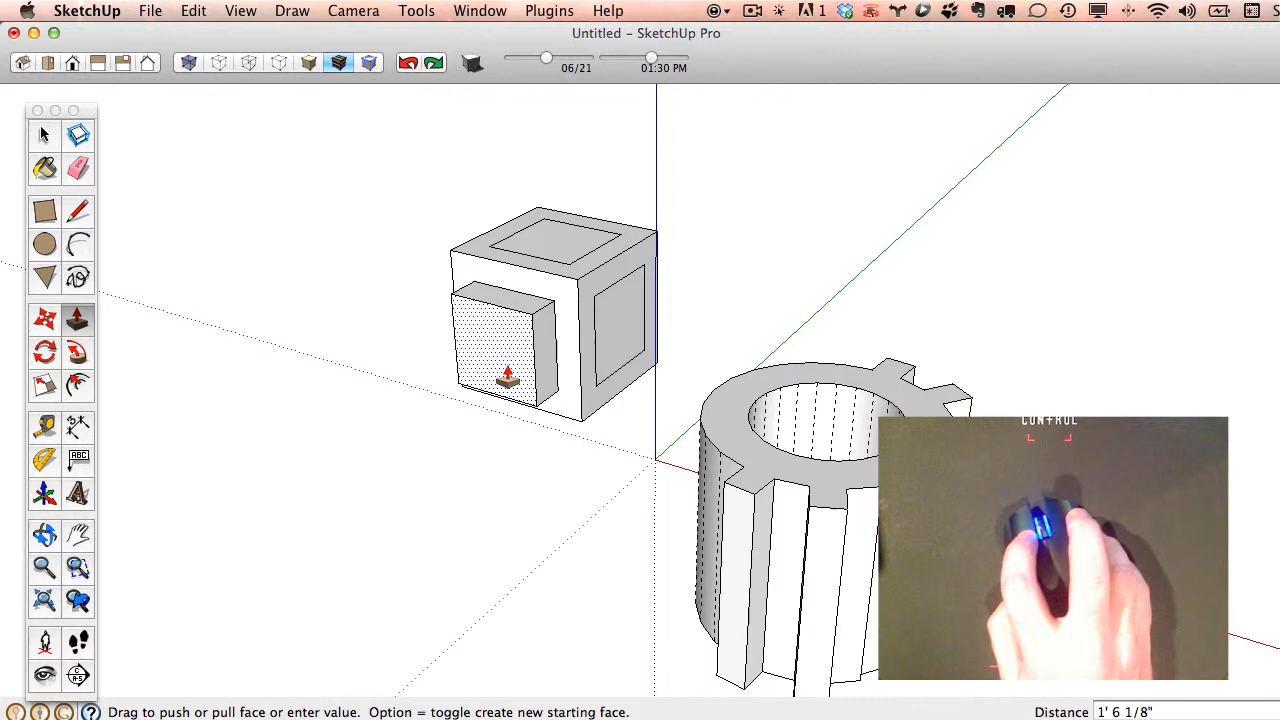 SketchUp File Edit View Draw Camera Tools Window Plugins Help 1
Untitled – SketchUp Pro
06/21 01:30 PM
ABC
A
C
A-S
CONTROL
Drag to push or pull face or enter value. Option = toggle create new starting face. Distance 1' 6 1/8"